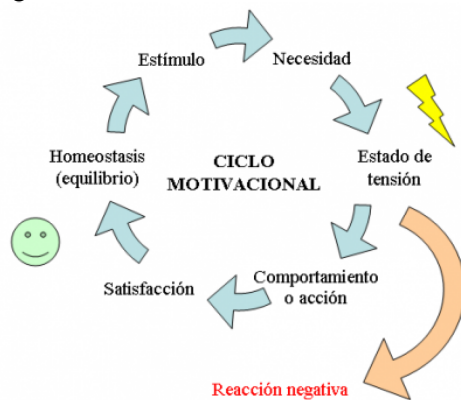 Estímulo
Necesidad
Homeostasis
(equilibrio)
CICLO
MOTIVACIONAL
Estado de
tensión
Satisfacción
Comportamiento
o acción
Reacción negativa